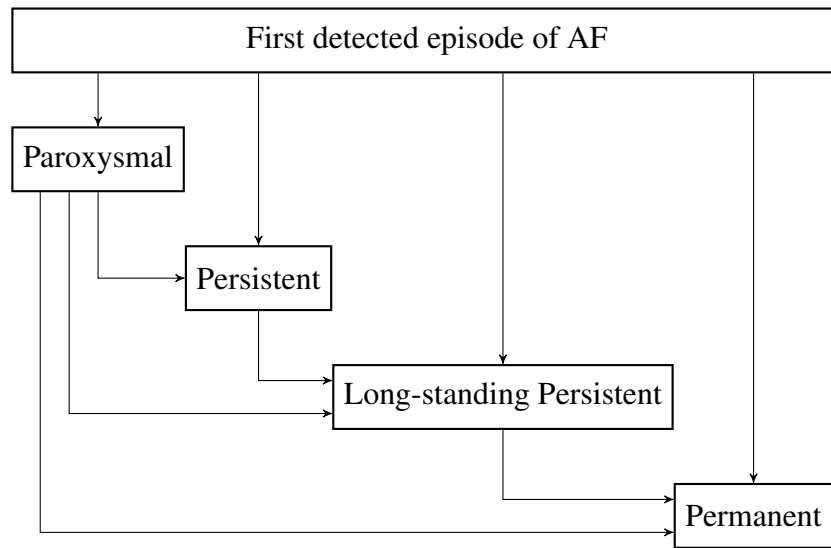 First detected episode of AF
Paroxysmal
Persistent
Long-standing Persistent
Permanent